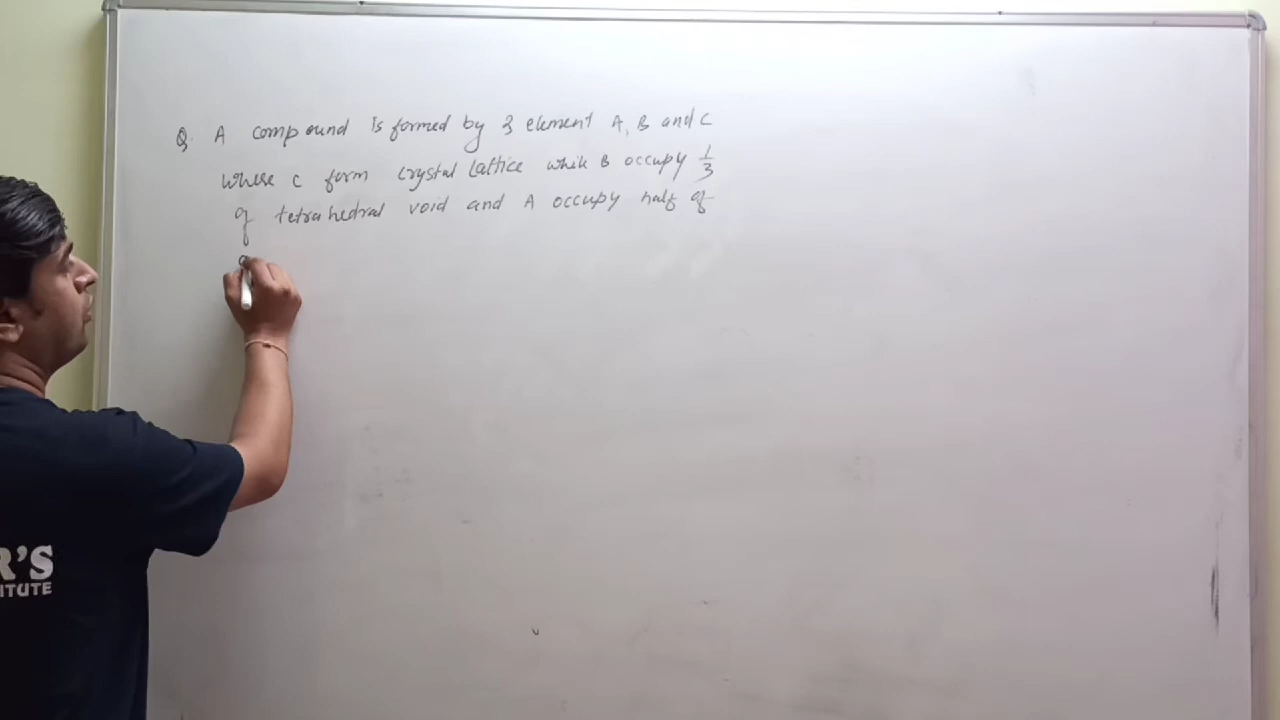 Q. A compound is formed by 3 element A, B and C
where C form crystal lattice while B occupy 1/3
of tetrahedral void and A occupy half of
R'S
TITUTE